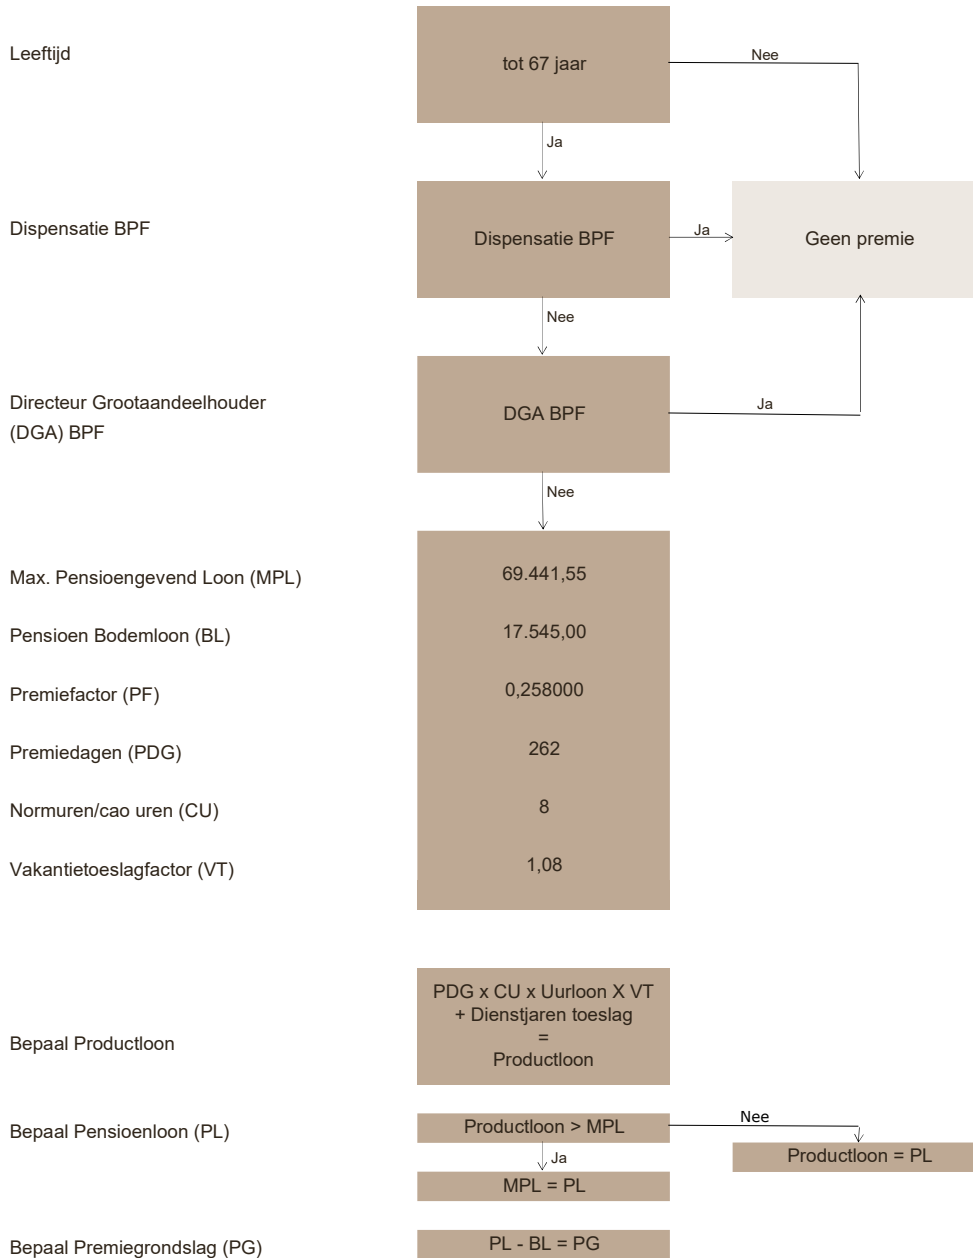 Leeftijd
tot 67 jaar
Nee
Ja
Dispensatie BPF
Dispensatie BPF
Ja
Geen premie
Nee
Directeur Grootaandeelhouder
(DGA) BPF
DGA BPF
Ja
Nee
Max. Pensioengevend Loon (MPL)
69.441,55
Pensioen Bodemloon (BL)
17.545,00
Premiefactor (PF)
0,258000
Premiedagen (PDG)
262
Normuren/cao uren (CU)
8
Vakantietoeslagfactor (VT)
1,08
Bepaal Productloon
PDG x CU x Uurloon X VT
+ Dienstjaren toeslag
=
Productloon
Bepaal Pensioenloon (PL)
Productloon > MPL
Nee
Ja
Productloon = PL
MPL = PL
Bepaal Premiegrondslag (PG)
PL - BL = PG